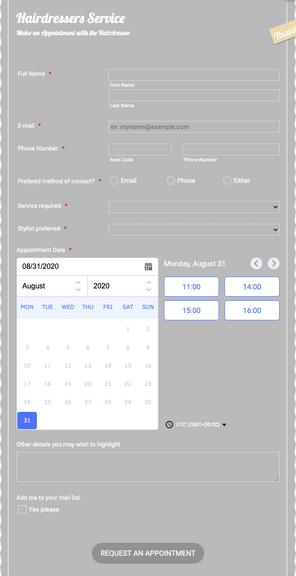 Hairdressers Service
Make an Appointment with the Hairdresser
Thank
Full Name *
First Name
Last Name
E-mail *
ex: myname@example.com
Phone Number *
Area Code Phone Number
Prefered method of contact? * Email Phone Either
Service required *
Stylist preferred *
Appointment Date *
08/31/2020 Monday, August 31
August 2020
11:00 14:00
15:00 16:00
MON TUE WED THU FRI SAT SUN
1 2
3 4 5 6 7 8 9
10 11 12 13 14 15 16
17 18 19 20 21 22 23
24 25 26 27 28 29 30
31
UTC (GMT+00:00)
Other details you may wish to highlight
Add me to your mail list
Yes please
REQUEST AN APPOINTMENT